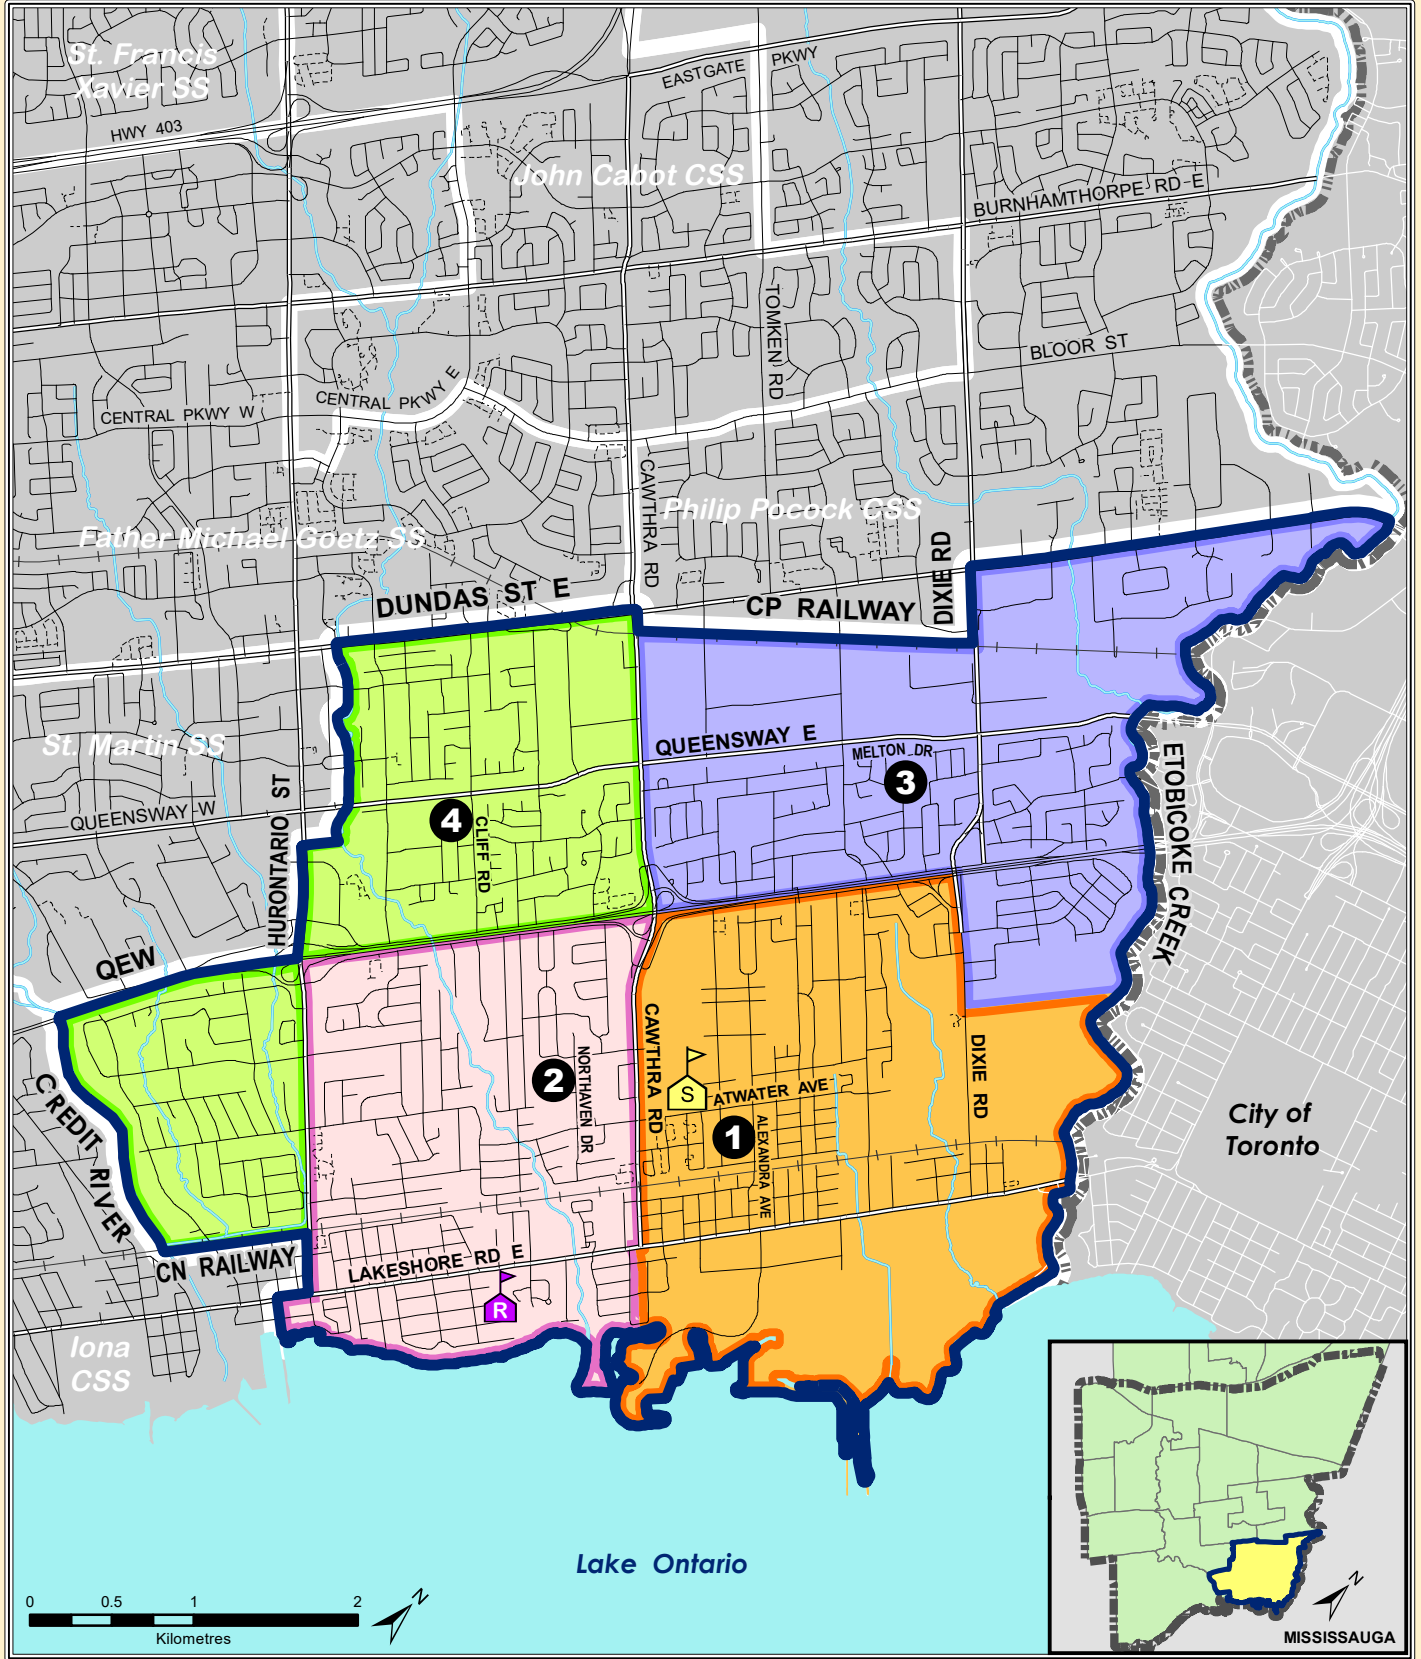 St. Francis
Xavier SS
HWY 403
EASTGATE PKWY
John Cabot CSS
BURNHAMTHORPE RD E
TOMKEN RD
BLOOR ST
CENTRAL PKWY W
CENTRAL PKWY E
CAWTHRA RD
Philip Pocock CSS
Father Michael Goetz SS
DIXIE RD
DUNDAS ST E
CP RAILWAY
QUEENSWAY E
MELTON DR
3
St. Martin SS
HURONTARIO ST
QUEENSWAY W
4
CLIFF RD
ETOBICOKE CREEK
QEW
CREDIT RIVER
2
NORTHAVEN DR
CAWTHRA RD
S
ATWATER AVE
1
ALEXANDRA AVE
DIXIE RD
City of
Toronto
CN RAILWAY
LAKESHORE RD E
R
Iona
CSS
Lake Ontario
0 0.5 1 2
Kilometres
N
N
MISSISSAUGA